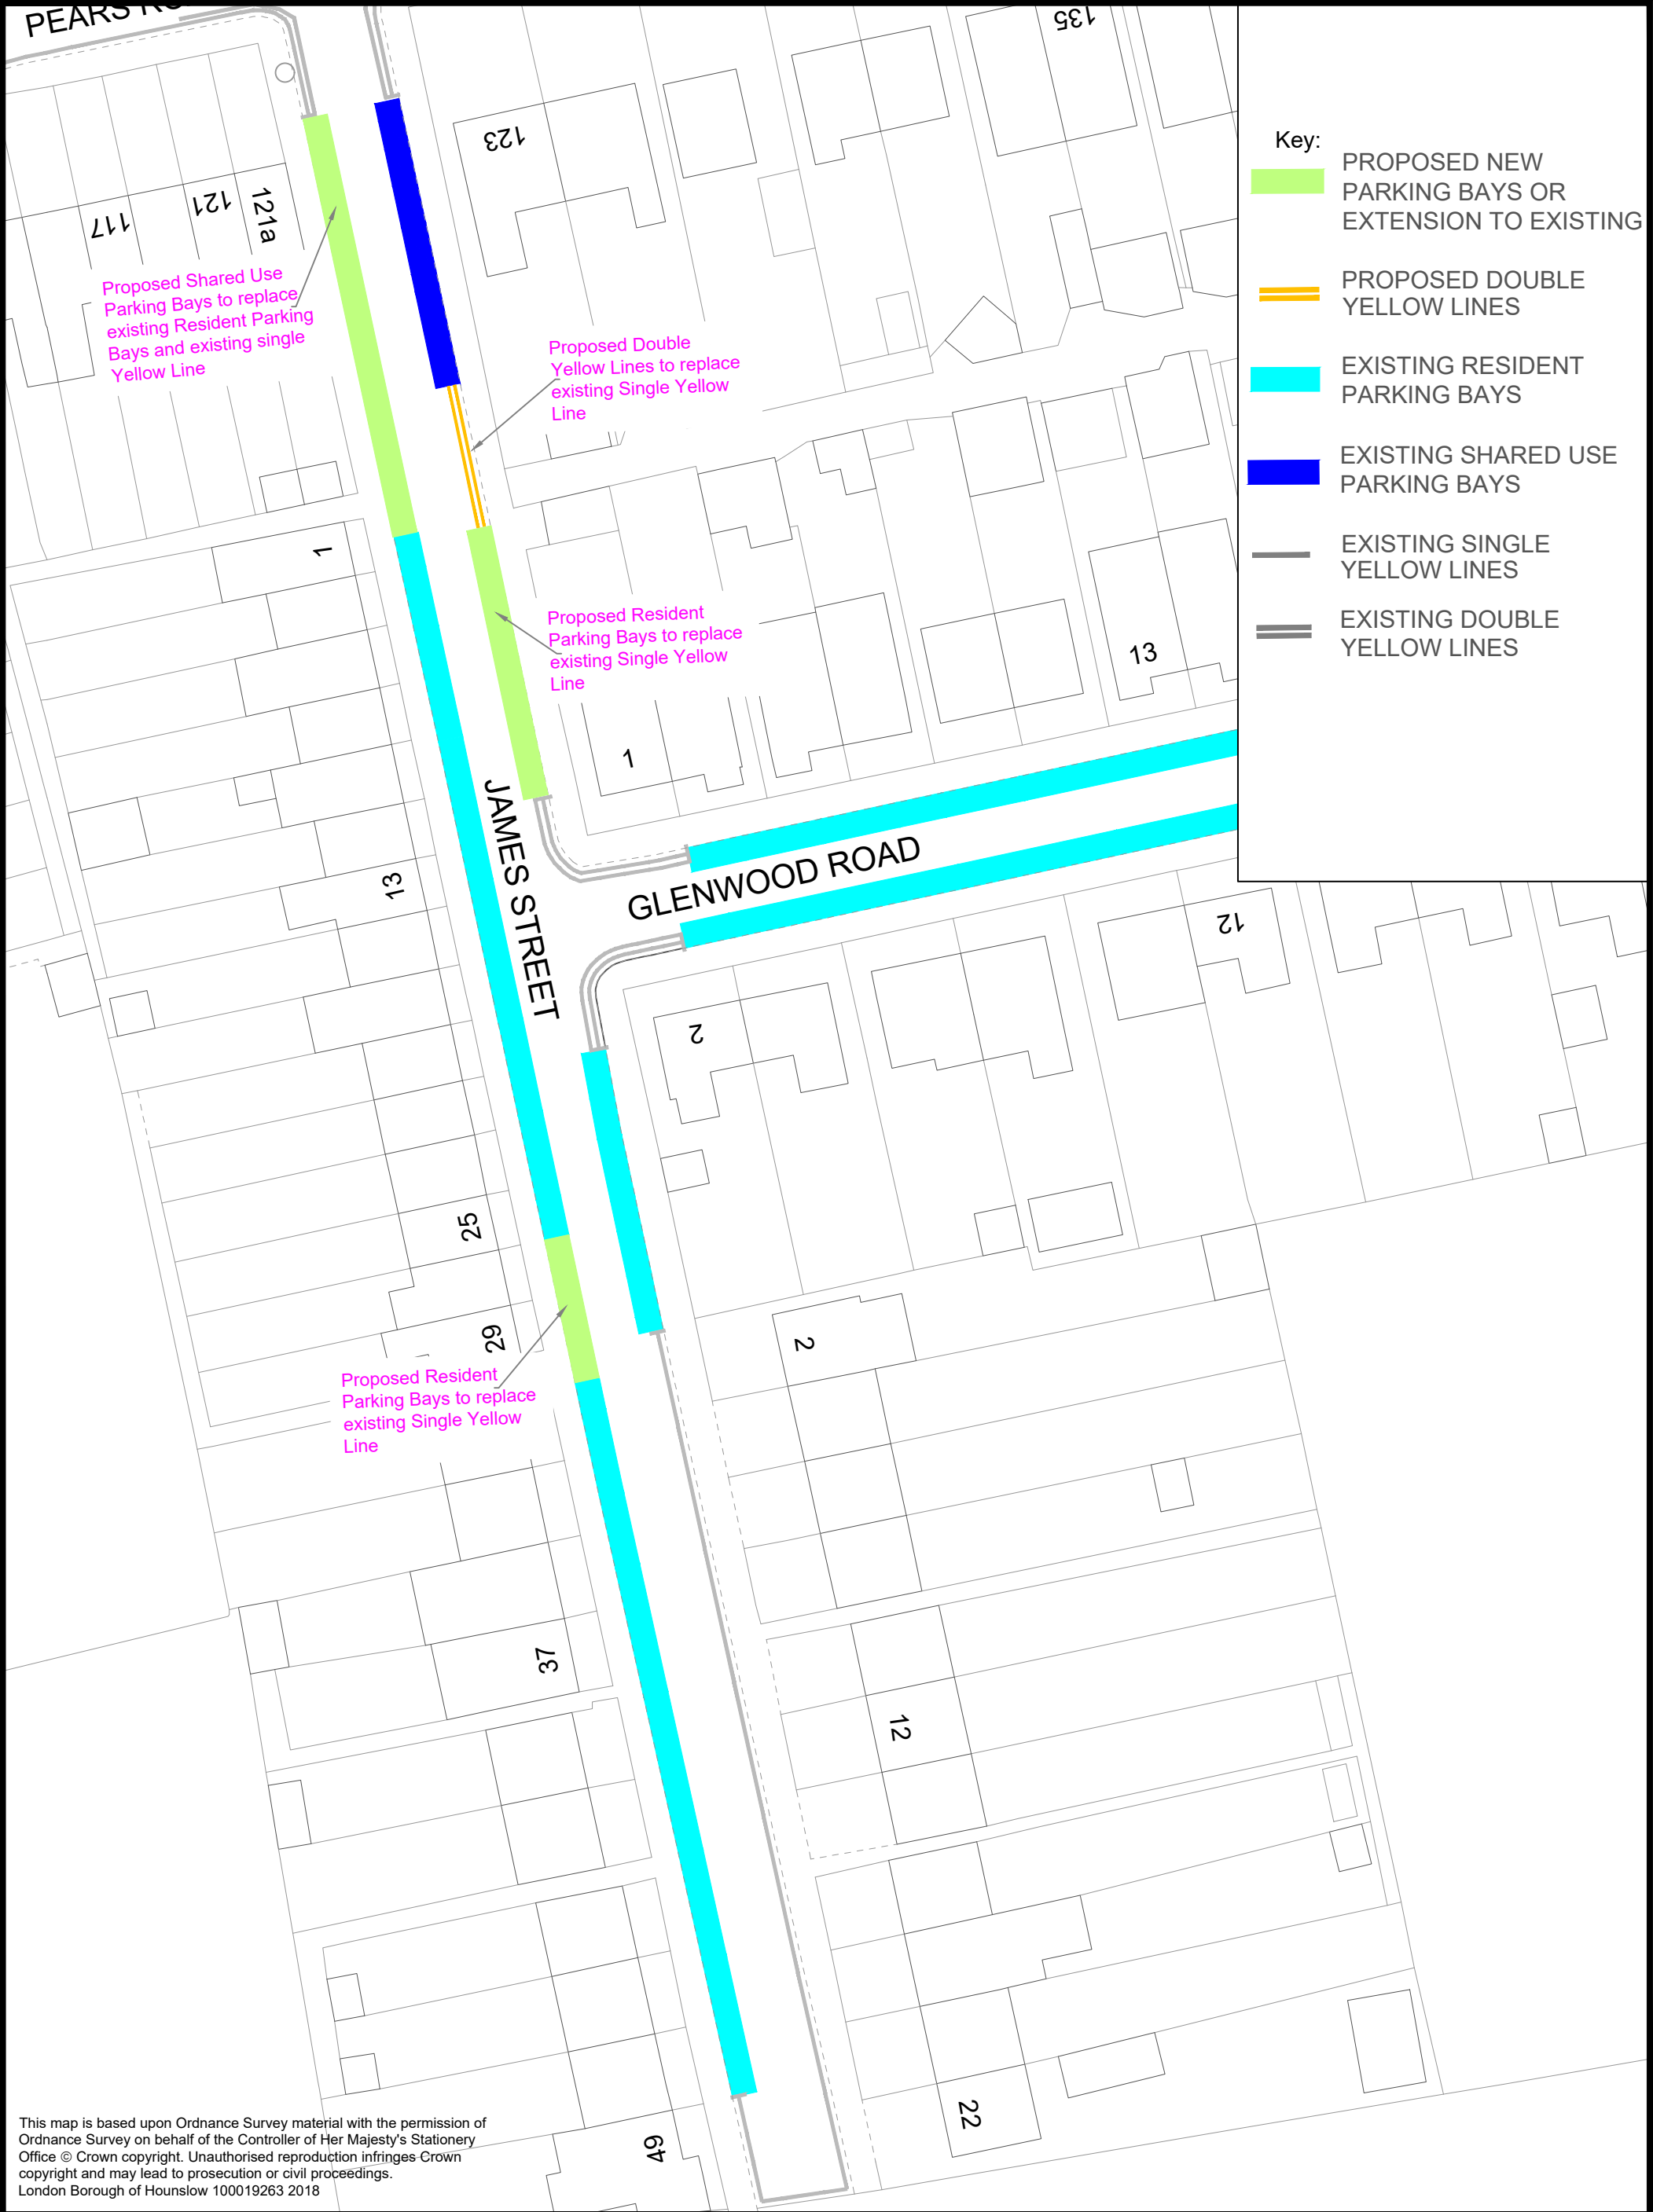 PEARS
135
123
117
121
121a
Proposed Shared Use
Parking Bays to replace
existing Resident Parking
Bays and existing single
Yellow Line
Proposed Double
Yellow Lines to replace
existing Single Yellow
Line
1
Proposed Resident
Parking Bays to replace
existing Single Yellow
Line
13
1
JAMES STREET
GLENWOOD ROAD
13
12
2
25
29
2
Proposed Resident
Parking Bays to replace
existing Single Yellow
Line
37
12
22
49
Key:
PROPOSED NEW
PARKING BAYS OR
EXTENSION TO EXISTING
PROPOSED DOUBLE
YELLOW LINES
EXISTING RESIDENT
PARKING BAYS
EXISTING SHARED USE
PARKING BAYS
EXISTING SINGLE
YELLOW LINES
EXISTING DOUBLE
YELLOW LINES
This map is based upon Ordnance Survey material with the permission of
Ordnance Survey on behalf of the Controller of Her Majesty's Stationery
Office © Crown copyright. Unauthorised reproduction infringes Crown
copyright and may lead to prosecution or civil proceedings.
London Borough of Hounslow 100019263 2018